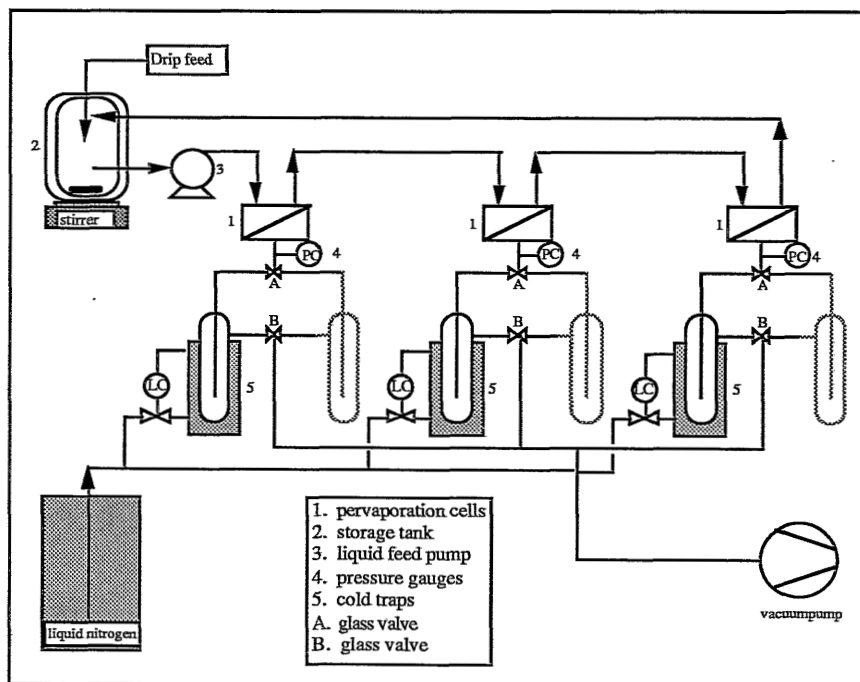 Drip feed
2
3
stirrer
1
1
1
PC
4
PC
4
PC
4
A
A
A
B
B
B
LC
5
LC
5
LC
5
1. pervaporation cells
2. storage tank
3. liquid feed pump
4. pressure gauges
5. cold traps
A. glass valve
B. glass valve
liquid nitrogen
vacuumpump